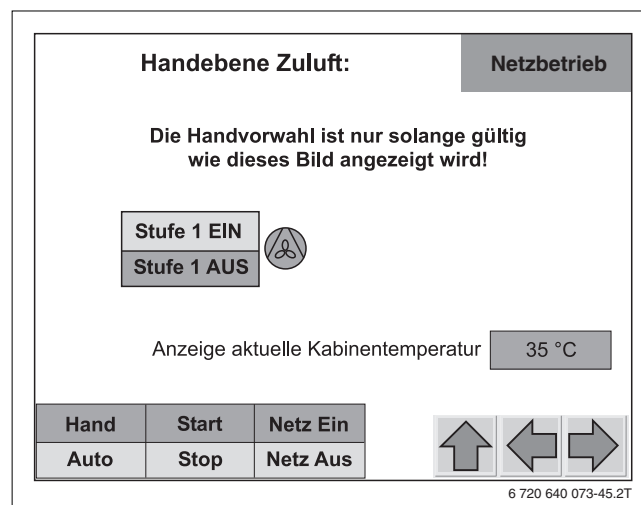 Handebene Zuluft:
Netzbetrieb
Die Handvorwahl ist nur solange gültig
wie dieses Bild angezeigt wird!
Stufe 1 EIN
Stufe 1 AUS
Anzeige aktuelle Kabinentemperatur 35 °C
Hand Start Netz Ein
Auto Stop Netz Aus
6 720 640 073-45.2T